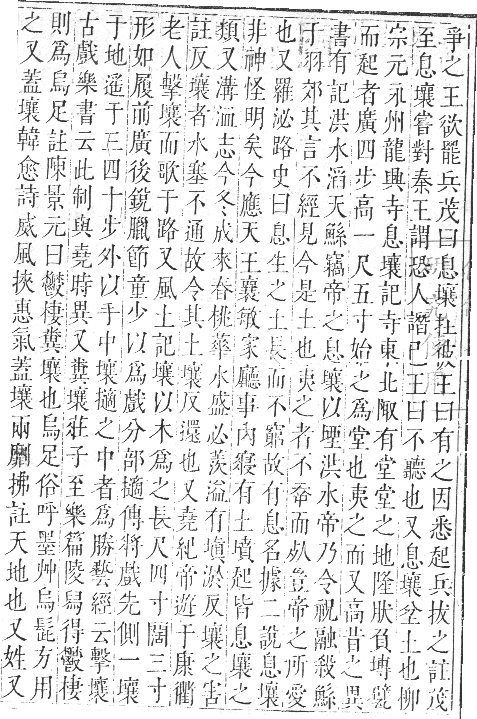 爭之王欲罷兵茂曰息壤在彼王曰有之因悉起兵拔之註茂
至息壤嘗對秦王謂恐人譖己王曰不聽也又息壤坌土也柳
宗元永州龍興寺息壤記寺東北陬有堂堂之地隆狀負塼甓
而起者廣四步高一尺五寸始之爲堂也夷之而又高昔之異
書有記洪水滔天鯀竊帝之息壤以堙洪水帝乃令祝融殺鯀
于羽郊其言不經見今是土也夷之者不幸而死豈帝之所愛
也又羅泌路史曰息生之土長而不窮故有息名據二說息壤
非神怪明矣今應天王襄敏家廳事內寢有土墳起皆息壤之
類又溝洫志今冬成來春桃華水盛必羨溢有塡淤反壤之害
註反壤者水塞不通故令其土壤反還也又堯紀帝遊于康衢
老人擊壤而歌于路又風土記壤以木爲之長尺四寸闊三寸
形如履前廣後銳臘節童少以爲戲分部擿傳將戲先側一壤
于地遙于三四十步外以手中壤擿之中者爲勝藝經云擊壤
古戲樂書云此制與堯時異又糞壤莊子至樂篇陵舄得鬱棲
則爲烏足註陳景元曰鬱棲糞壤也烏足俗呼墨艸烏髭方用
之又蓋壤韓愈詩威風挾惠氣蓋壤兩劘拂註天地也又姓又